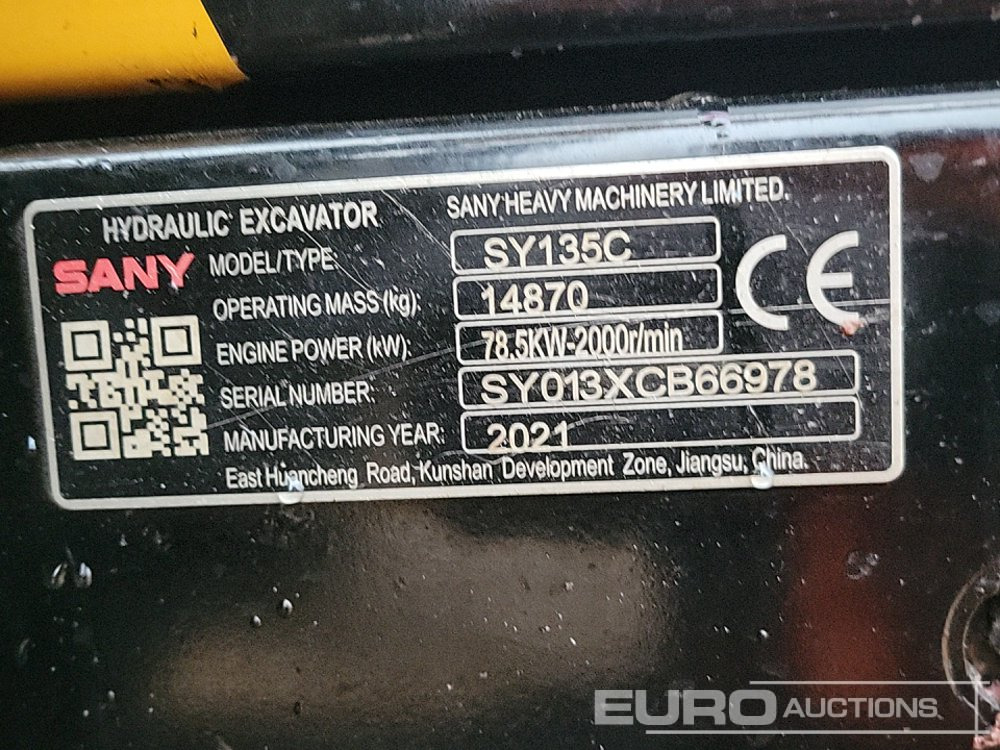 HYDRAULIC EXCAVATOR SANY HEAVY MACHINERY LIMITED.
SANY MODEL/TYPE: SY135C
OPERATING MASS (kg): 14870
ENGINE POWER (kW): 78.5KW-2000r/min
SERIAL NUMBER: SY013XCB66978
MANUFACTURING YEAR: 2021
East Huancheng Road, Kunshan Development Zone, Jiangsu, China.
CE
EURO AUCTIONS